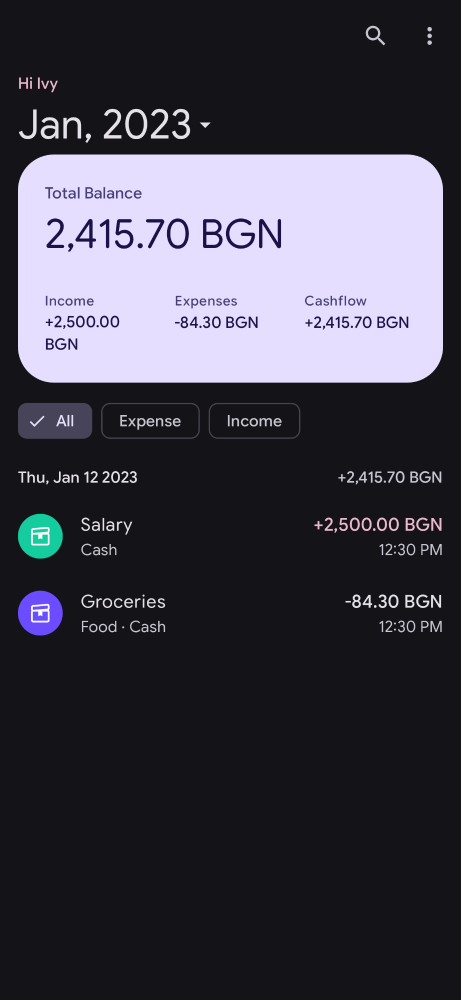 Hi Ivy
Jan, 2023
Total Balance
2,415.70 BGN
Income
+2,500.00
BGN
Expenses
-84.30 BGN
Cashflow
+2,415.70 BGN
All
Expense
Income
Thu, Jan 12 2023
+2,415.70 BGN
Salary
+2,500.00 BGN
Cash
12:30 PM
Groceries
-84.30 BGN
Food · Cash
12:30 PM